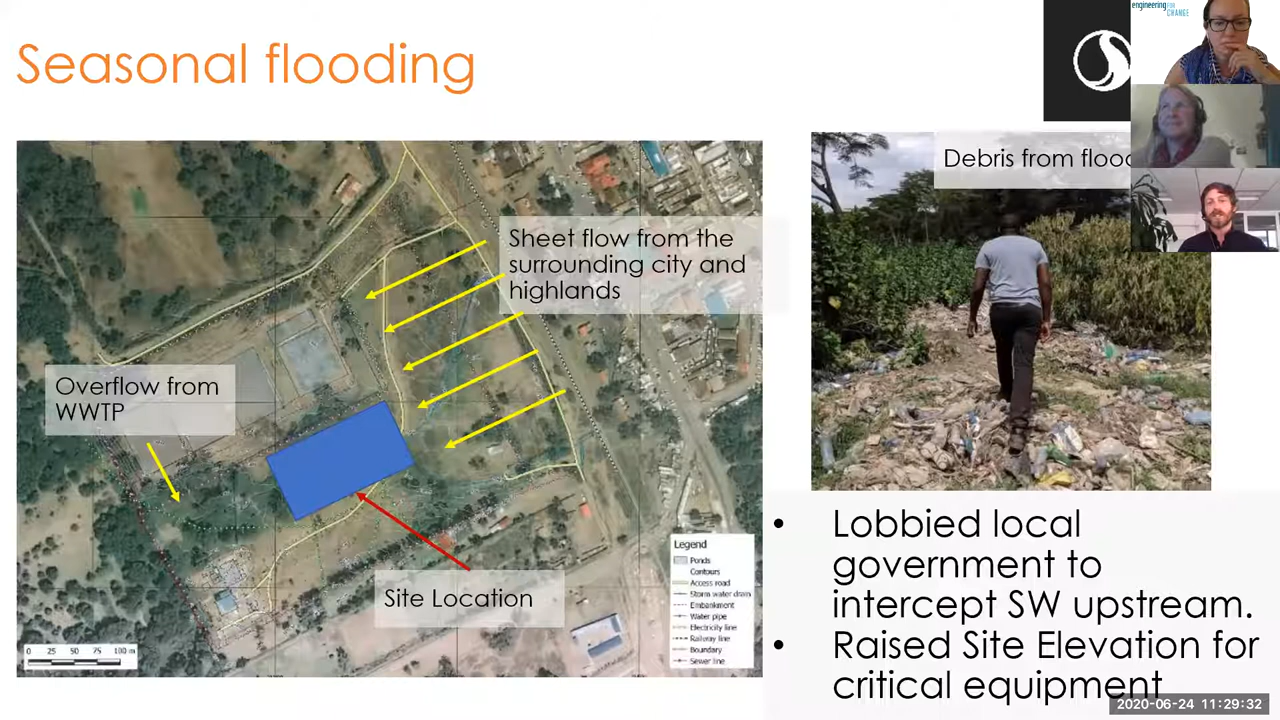 Seasonal flooding
engineering FOR
CHANGE
Debris from flood
Sheet flow from the
surrounding city and
highlands
Overflow from
WWTP
Site Location
Legend
Ponds
Contours
Access road
Storm water drain
Embankment
Water pipe
Electricity line
Railway line
Boundary
Sewer line
0 25 50 75 100 m
• Lobbied local
government to
intercept SW upstream.
• Raised Site Elevation for
critical equipment
2020-06-24 11:29:32